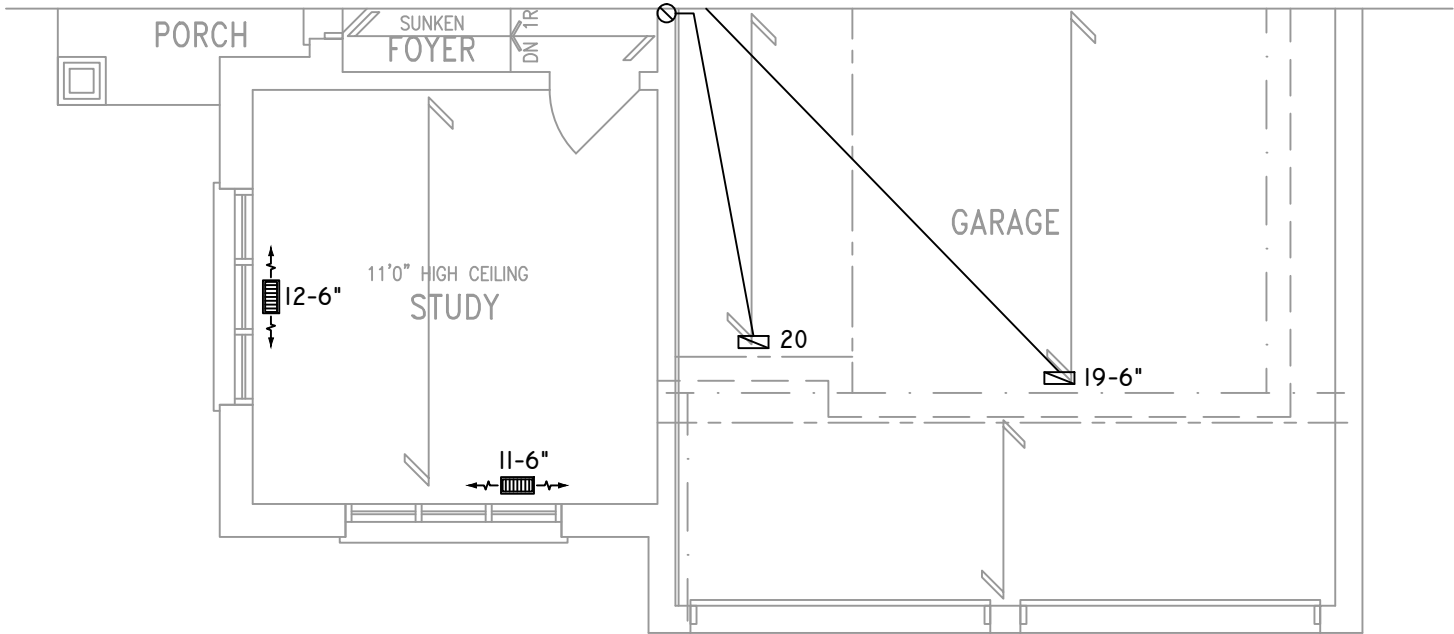 PORCH
SUNKEN
FOYER
DN 1R
GARAGE
11'0" HIGH CEILING
STUDY
12-6"
20
19-6"
11-6"